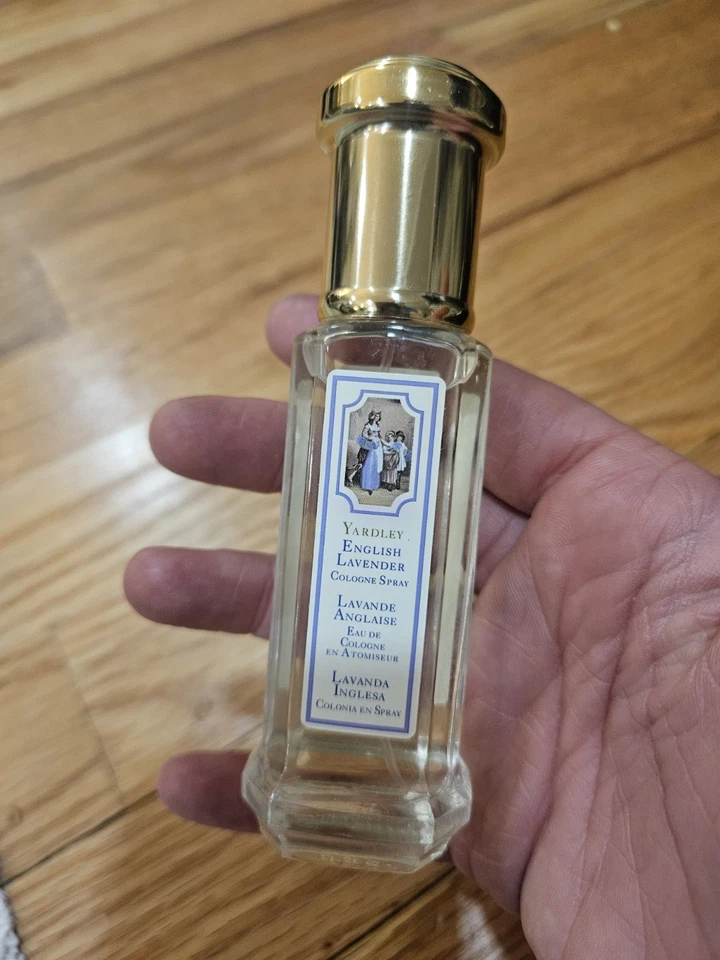 YARDLEY
ENGLISH
LAVENDER
COLOGNE SPRAY
LAVANDE
ANGLAISE
EAU DE
COLOGNE
EN ATOMISEUR
LAVANDA
INGLESA
COLONIA EN SPRAY